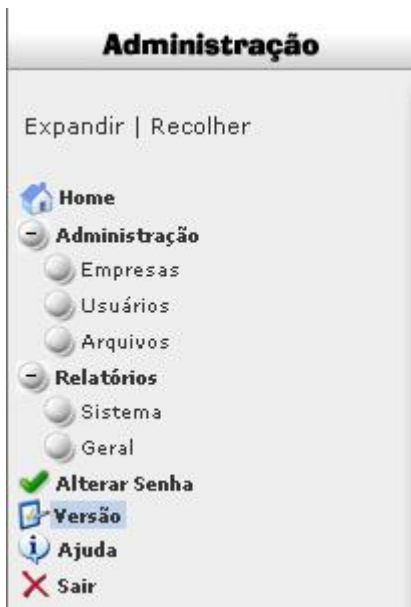 Administração
Expandir | Recolher
Home
Administração
Empresas
Usuários
Arquivos
Relatórios
Sistema
Geral
Alterar Senha
Versão
Ajuda
Sair